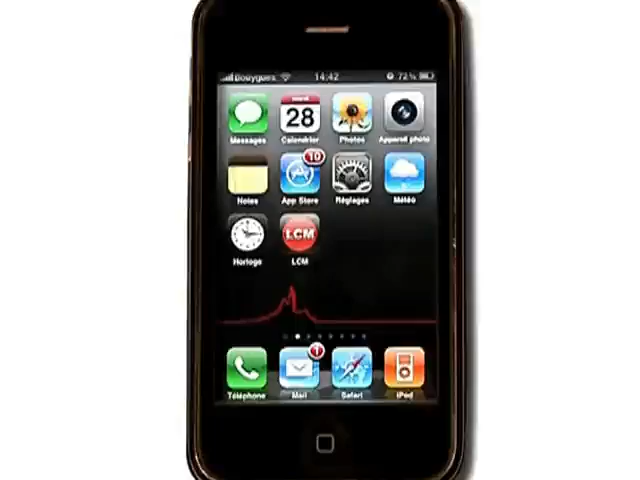 Bouygues 14:42 72%
mardi
28
Messages Calendrier Photos Appareil photo
10
Notes App Store Réglages Météo
LCM
Horloge LCM
1
Téléphone Mail Safari iPod